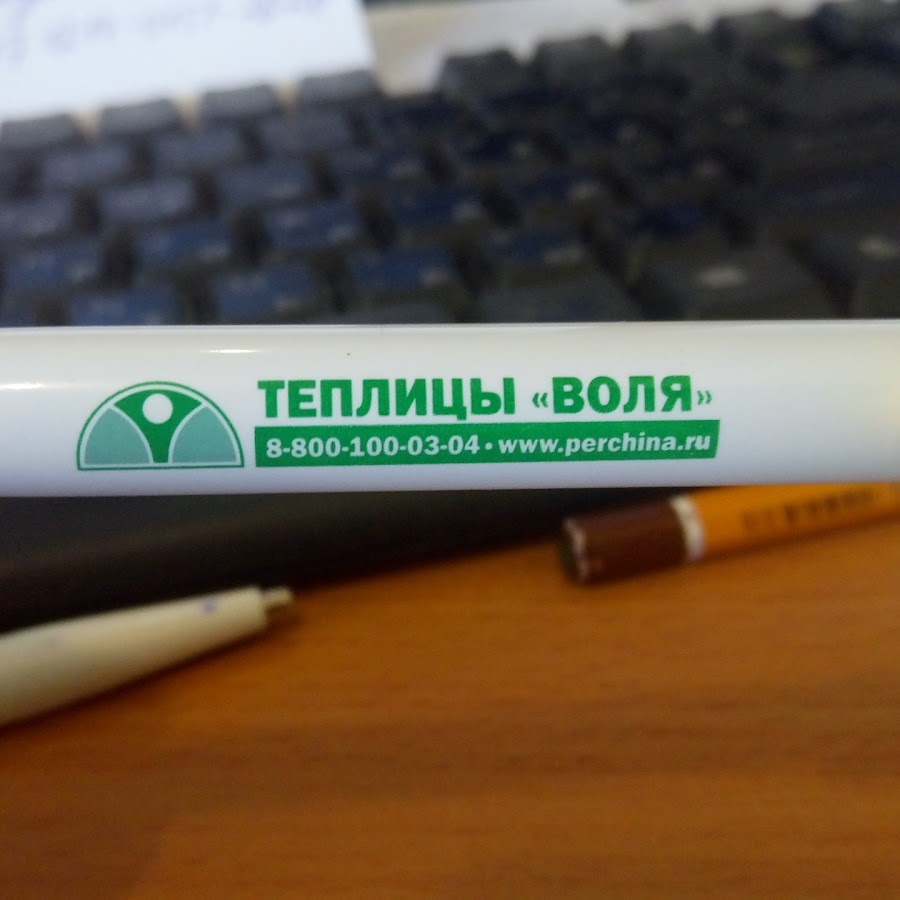 ТЕПЛИЦЫ «ВОЛЯ»
8-800-100-03-04 • www.perchina.ru